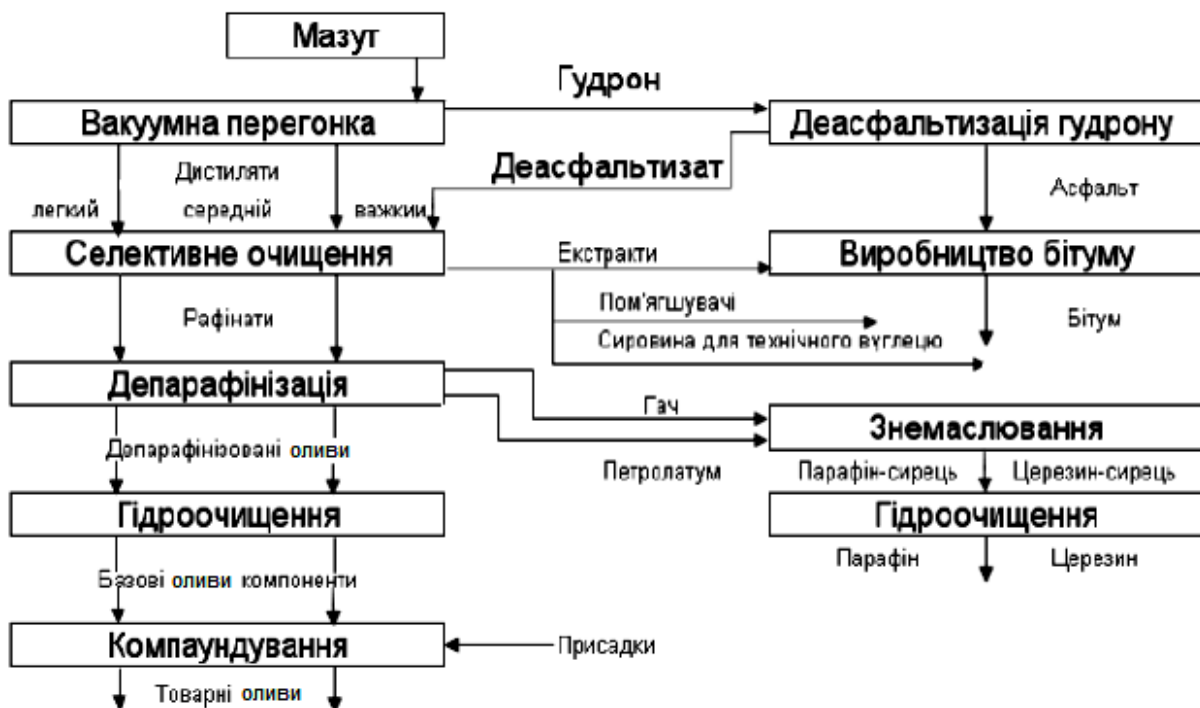 Мазут
Гудрон
Вакуумна перегонка
Деасфальтизація гудрону
Дистиляти
Деасфальтизат
Асфальт
легкий середній важкии
Селективне очищення
Екстракти
Виробництво бітуму
Рафінати
Пом'ягшувачі
Бітум
Сировина для технічного вуглецю
Депарафінізація
Гач
Знемаслювання
Депарафінізовані оливи
Петролатум
Парафін-сирець
Церезин-сирець
Гідроочищення
Гідроочищення
Парафін
Церезин
Базові оливи компоненти
Компаундування
Присадки
Товарні оливи